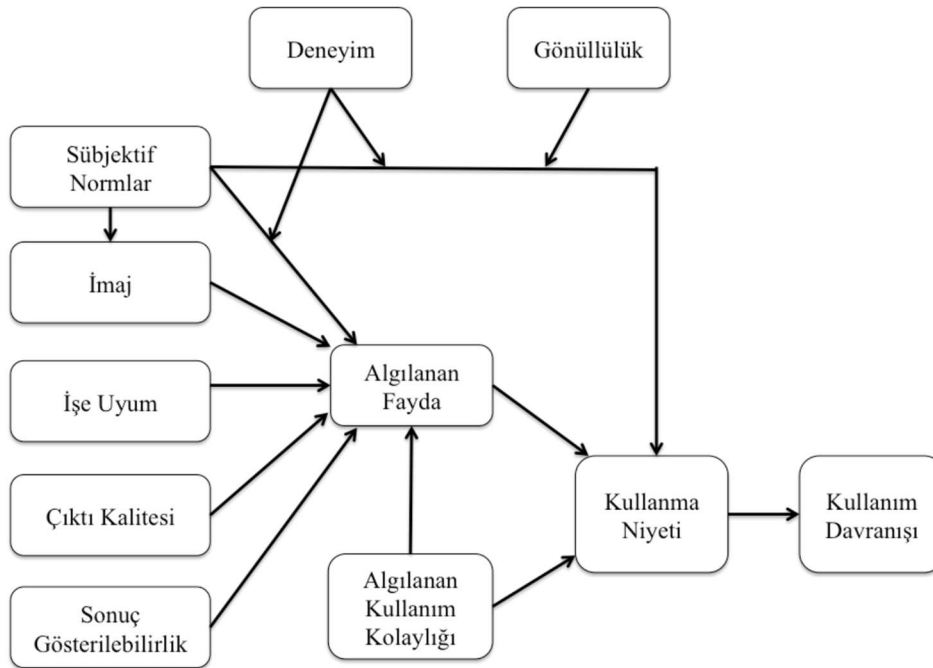 Deneyim
Gönüllülük
Sübjektif
Normlar
İmaj
İşe Uyum
Çıktı Kalitesi
Sonuç
Gösterilebilirlik
Algılanan
Fayda
Algılanan
Kullanım
Kolaylığı
Kullanma
Niyeti
Kullanım
Davranışı